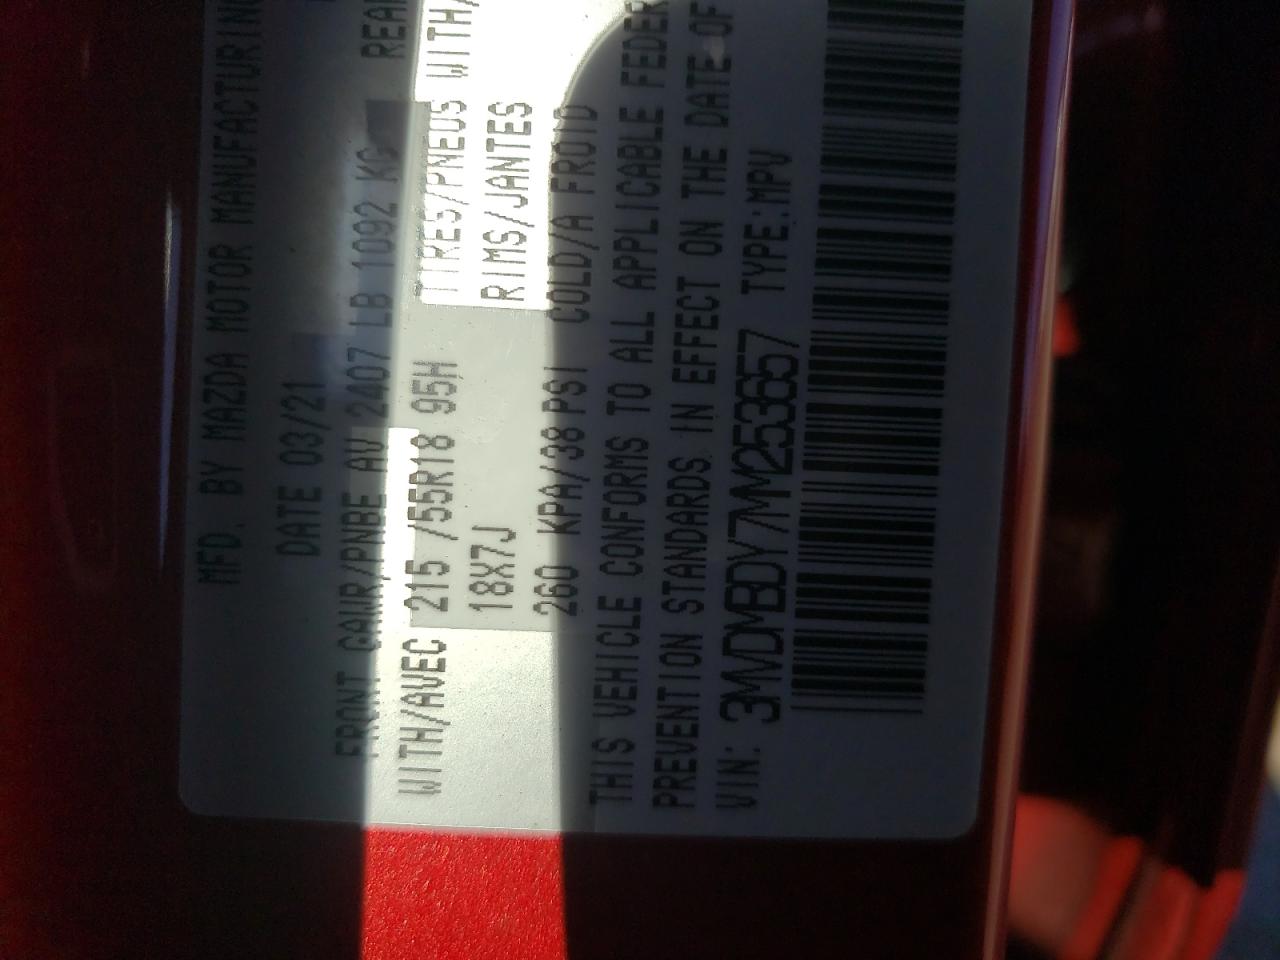 MFD. BY MAZDA MOTOR MANUFACTURING
DATE 03/21
FRONT GAWR/PNBE AV 2407 LB 1092 KG REAR
WITH/AVEC 215 /55R18 95H TIRES/PNEUS WITH/
18X7J RIMS/JANTES
260 KPA/38 PSI COLD/A FROID
THIS VEHICLE CONFORMS TO ALL APPLICABLE FEDER
PREVENTION STANDARDS IN EFFECT ON THE DATE OF
VIN: 3MVDMBDY7MM253657 TYPE:MPV